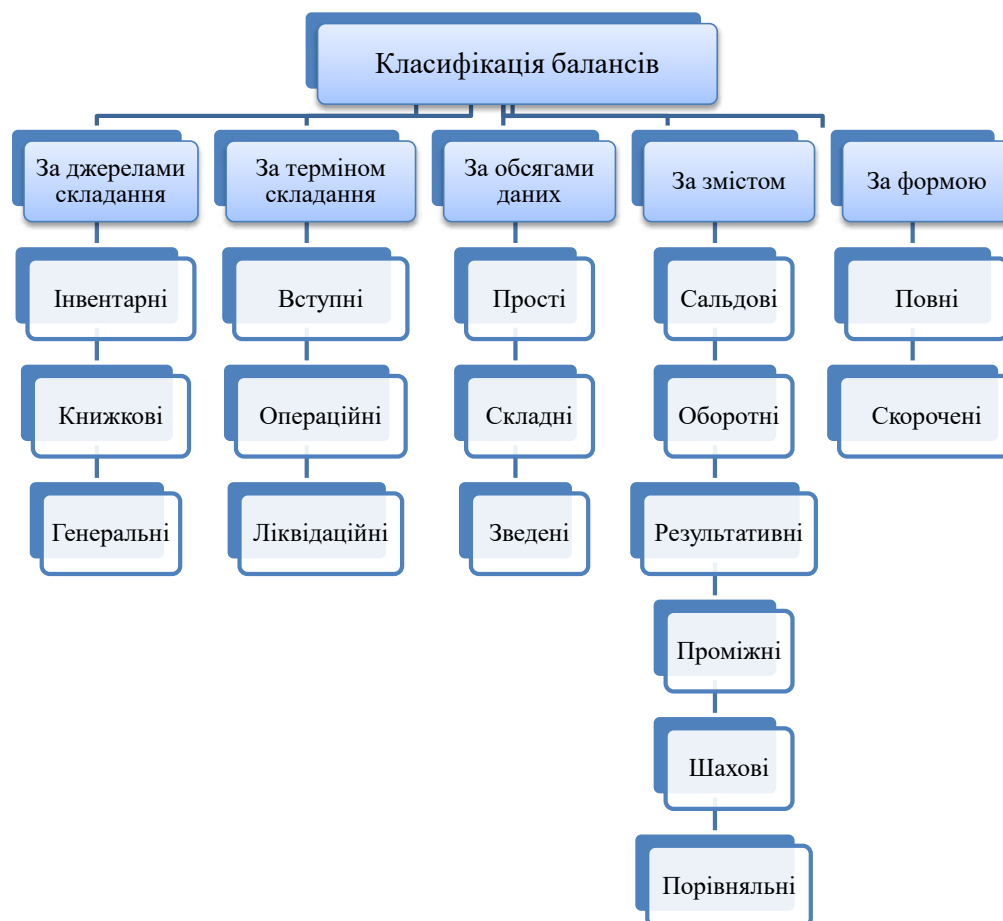 Класифікація балансів
За джерелами
складання
За терміном
складання
За обсягами
даних
За змістом
За формою
Інвентарні
Вступні
Прості
Сальдові
Повні
Книжкові
Операційні
Складні
Оборотні
Скорочені
Генеральні
Ліквідаційні
Зведені
Результативні
Проміжні
Шахові
Порівняльні